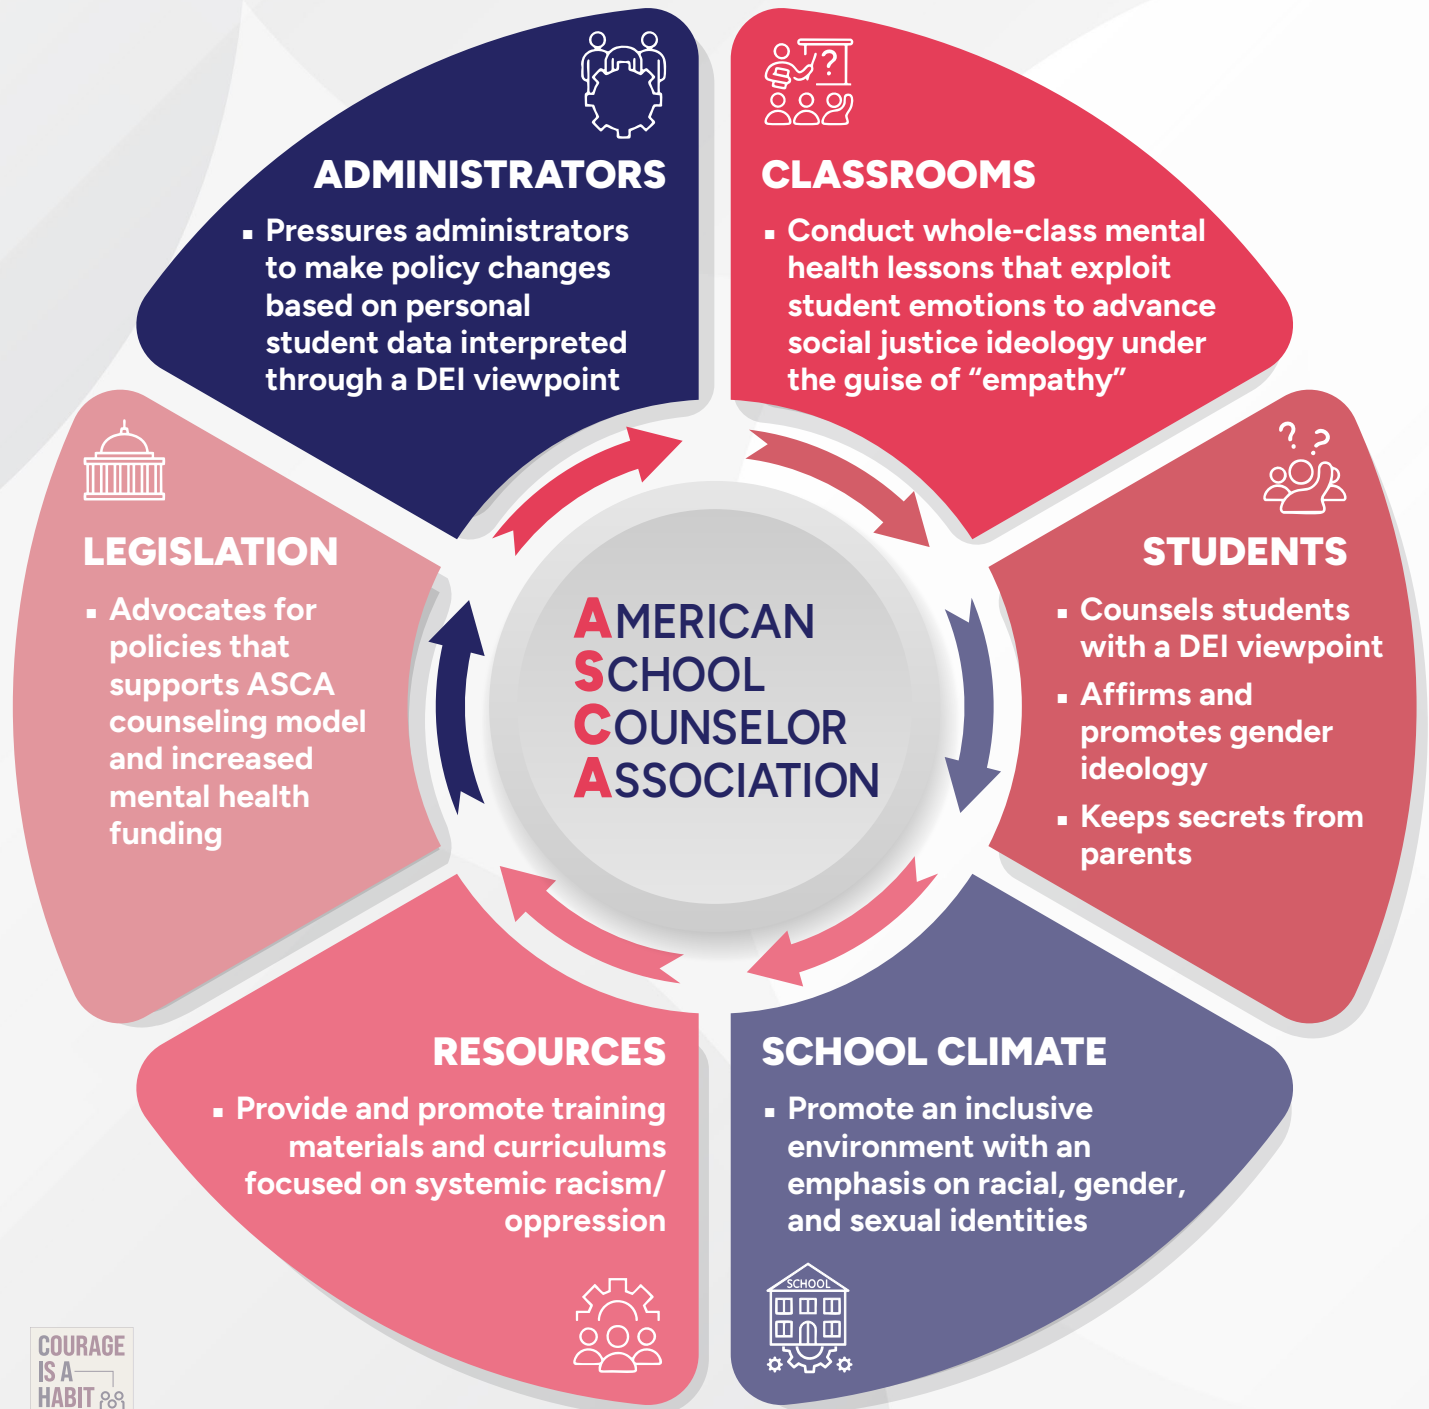 ADMINISTRATORS
▪ Pressures administrators
to make policy changes
based on personal
student data interpreted
through a DEI viewpoint
CLASSROOMS
▪ Conduct whole-class mental
health lessons that exploit
student emotions to advance
social justice ideology under
the guise of “empathy”
?
LEGISLATION
▪ Advocates for
policies that
supports ASCA
counseling model
and increased
mental health
funding
AMERICAN
SCHOOL
COUNSELOR
ASSOCIATION
? ?
STUDENTS
▪ Counsels students
with a DEI viewpoint
▪ Affirms and
promotes gender
ideology
▪ Keeps secrets from
parents
RESOURCES
▪ Provide and promote training
materials and curriculums
focused on systemic racism/
oppression
SCHOOL CLIMATE
▪ Promote an inclusive
environment with an
emphasis on racial, gender,
and sexual identities
SCHOOL
COURAGE
IS A
HABIT